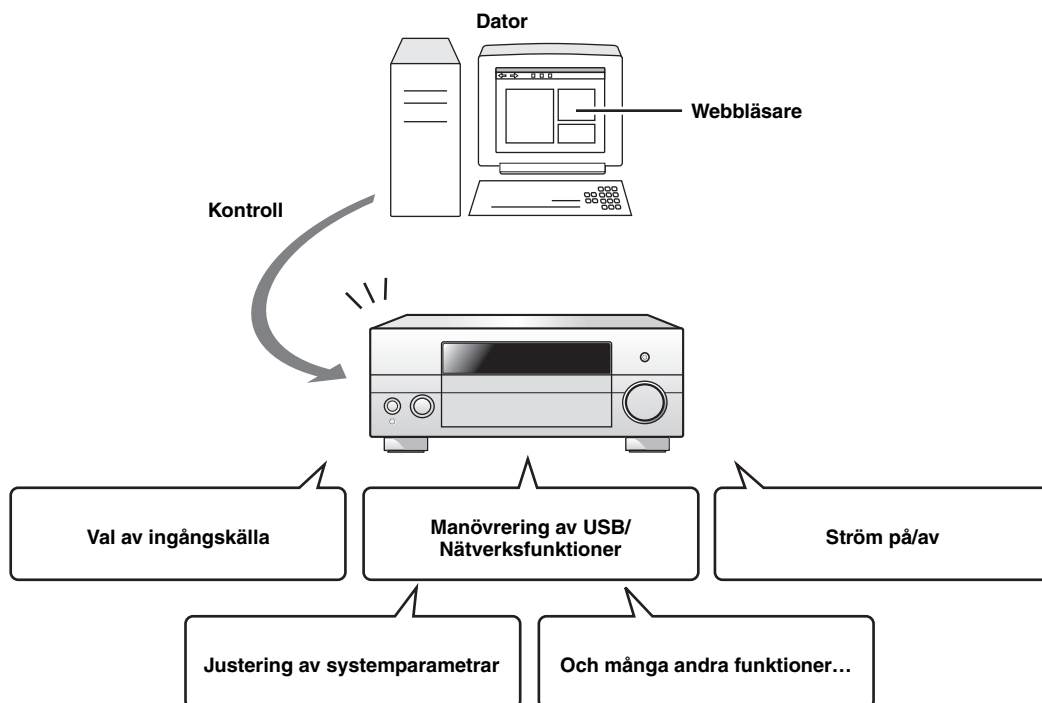 Dator
Webbläsare
Kontroll
Val av ingångskälla
Manövrering av USB/
Nätverksfunktioner
Ström på/av
Justering av systemparametrar
Och många andra funktioner…